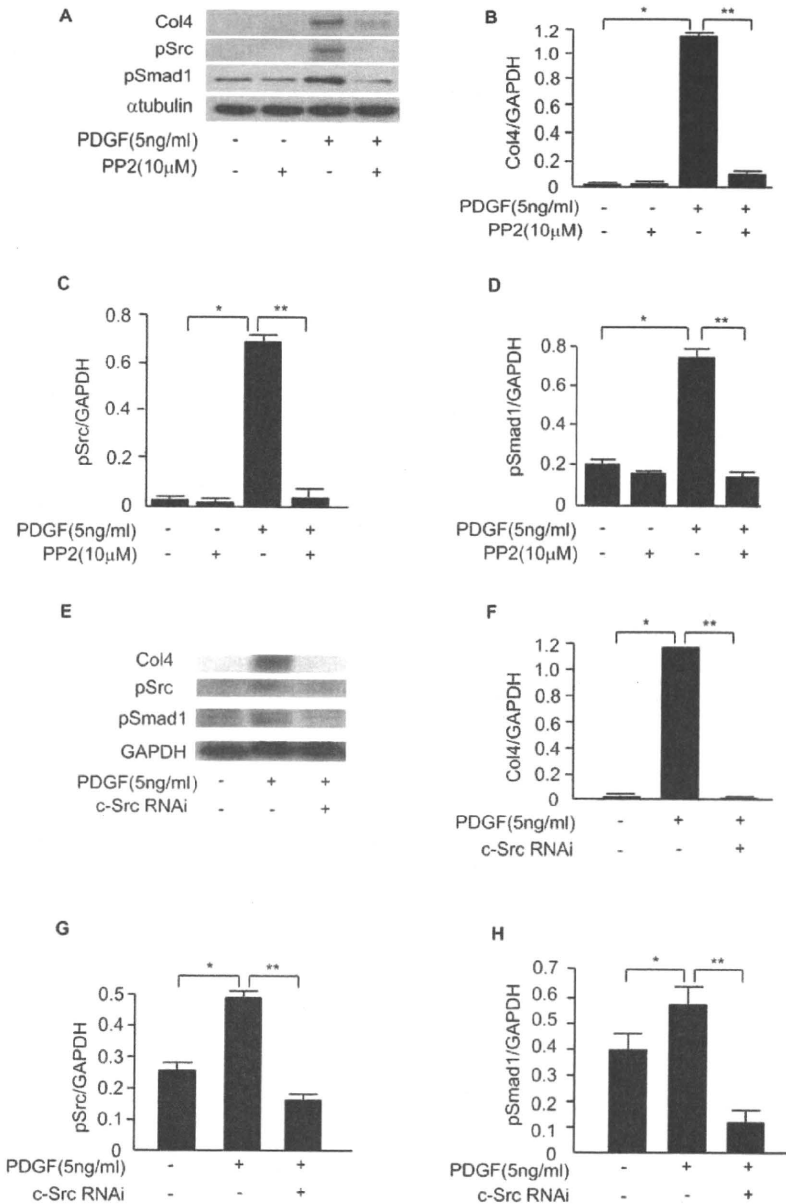 A
Col4
pSrc
pSmad1
αtubulin
PDGF(5ng/ml) - - + +
PP2(10μM) - + - +
B
* **
Col4/GAPDH
1.2
1.0
0.8
0.6
0.4
0.2
0
PDGF(5ng/ml) - - + +
PP2(10μM) - + - +
C
* **
pSrc/GAPDH
0.8
0.6
0.4
0.2
0
PDGF(5ng/ml) - - + +
PP2(10μM) - + - +
D
* **
pSmad1/GAPDH
0.8
0.6
0.4
0.2
0
PDGF(5ng/ml) - - + +
PP2(10μM) - + - +
E
Col4
pSrc
pSmad1
GAPDH
PDGF(5ng/ml) - + +
c-Src RNAi - - +
F
* **
Col4/GAPDH
1.2
1.0
0.8
0.6
0.4
1.2
0
PDGF(5ng/ml) - + +
c-Src RNAi - - +
G
* **
pSrc/GAPDH
0.5
0.4
0.3
0.2
0.1
0
PDGF(5ng/ml) - + +
c-Src RNAi - - +
H
* **
pSmad1/GAPDH
0.7
0.6
0.5
0.4
0.3
0.2
0.1
0
PDGF(5ng/ml) - + +
c-Src RNAi - - +